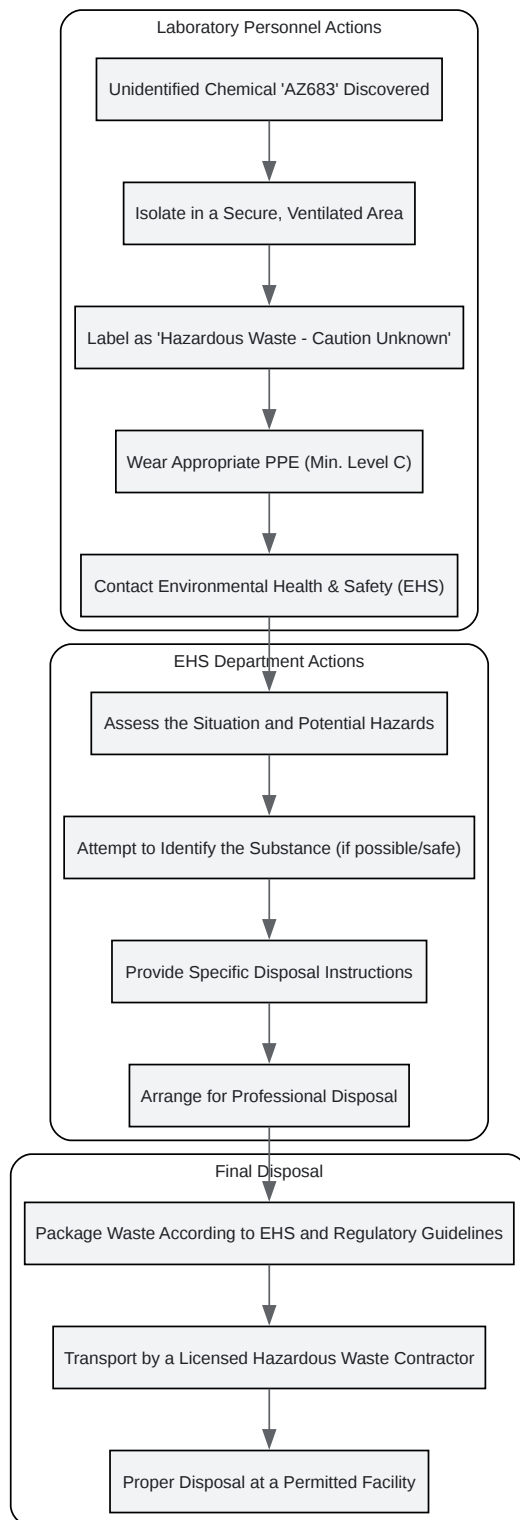 Laboratory Personnel Actions
Unidentified Chemical 'AZ683' Discovered
Isolate in a Secure, Ventilated Area
Label as 'Hazardous Waste - Caution Unknown'
Wear Appropriate PPE (Min. Level C)
Contact Environmental Health & Safety (EHS)
EHS Department Actions
Assess the Situation and Potential Hazards
Attempt to Identify the Substance (if possible/safe)
Provide Specific Disposal Instructions
Arrange for Professional Disposal
Final Disposal
Package Waste According to EHS and Regulatory Guidelines
Transport by a Licensed Hazardous Waste Contractor
Proper Disposal at a Permitted Facility